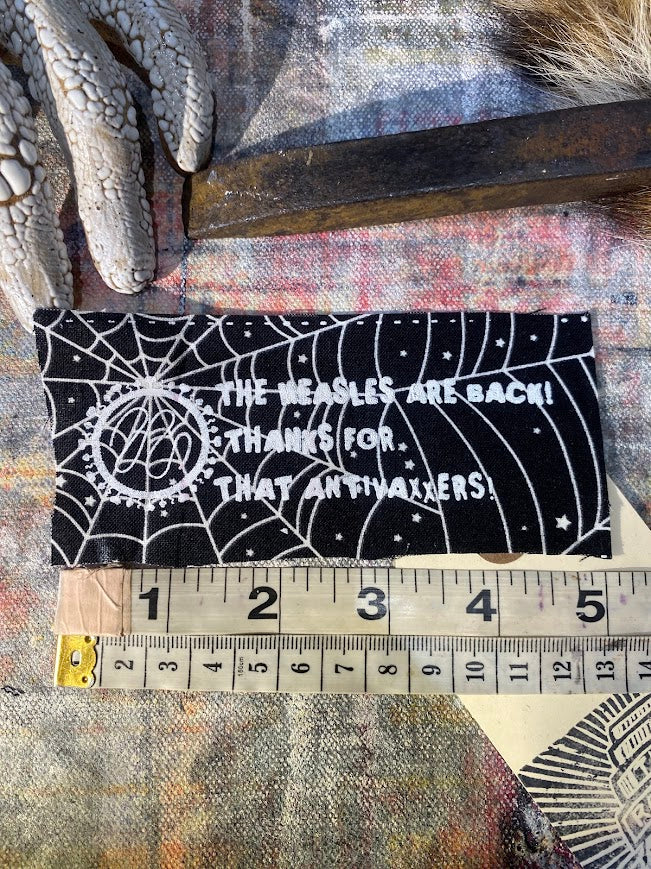 THE MEASLES ARE BACK!
THANKS FOR
THAT ANTIVAXXERS!
1 2 3 4 5
2 3 4 5 6 7 8 9 10 11 12 13 14
150cm